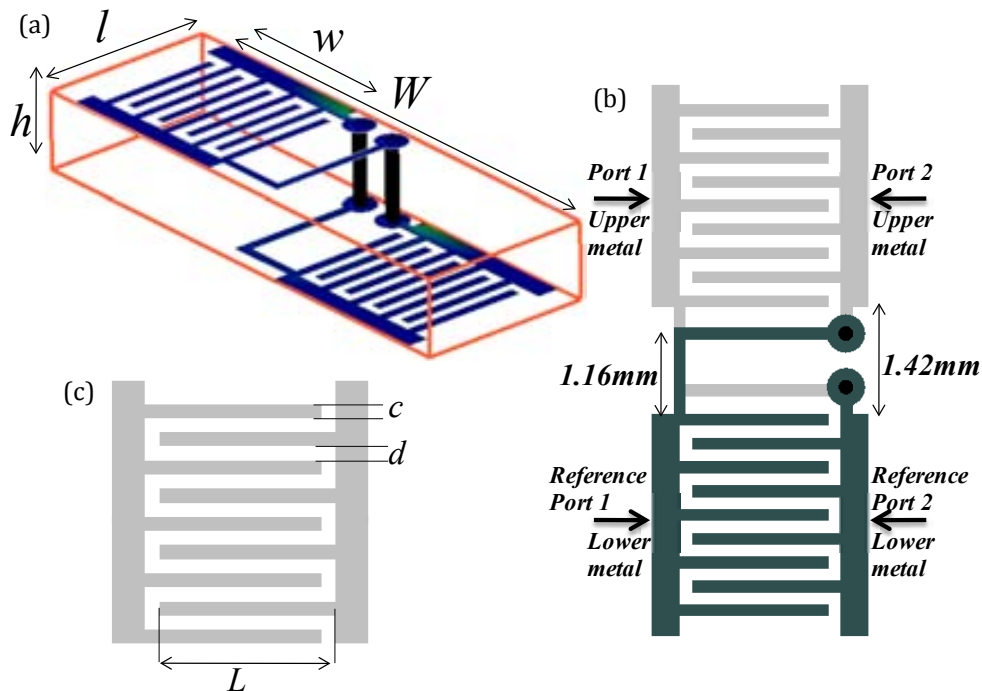 (a)
l
w
W
h
(b)
Port 1
Upper
metal
Port 2
Upper
metal
1.16mm
1.42mm
Reference
Port 1
Lower
metal
Reference
Port 2
Lower
metal
(c)
c
d
L